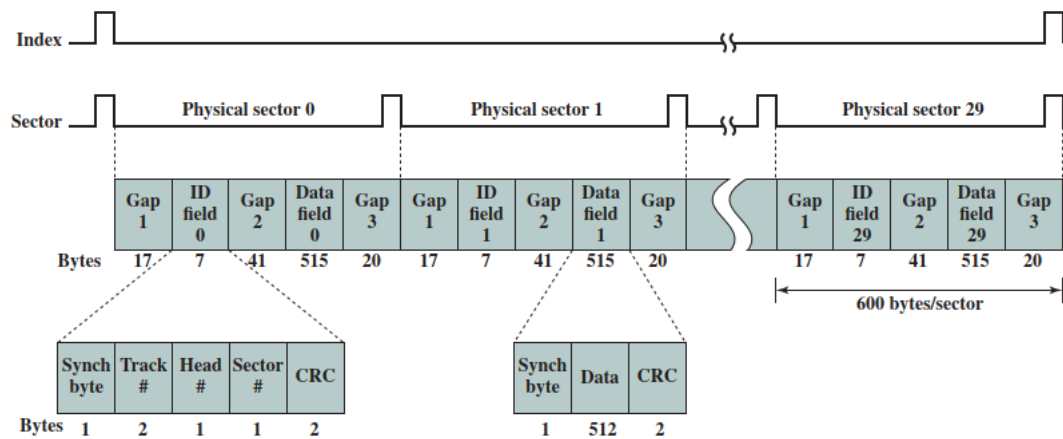 Index
Sector
Physical sector 0
Physical sector 1
Physical sector 29
Gap 1
ID field 0
Gap 2
Data field 0
Gap 3
Gap 1
ID field 1
Gap 2
Data field 1
Gap 3
Gap 1
ID field 29
Gap 2
Data field 29
Gap 3
Bytes 17 7 41 515 20 17 7 41 515 20 17 7 41 515 20
600 bytes/sector
Synch byte
Track #
Head #
Sector #
CRC
Synch byte
Data
CRC
Bytes 1 2 1 1 2 1 512 2